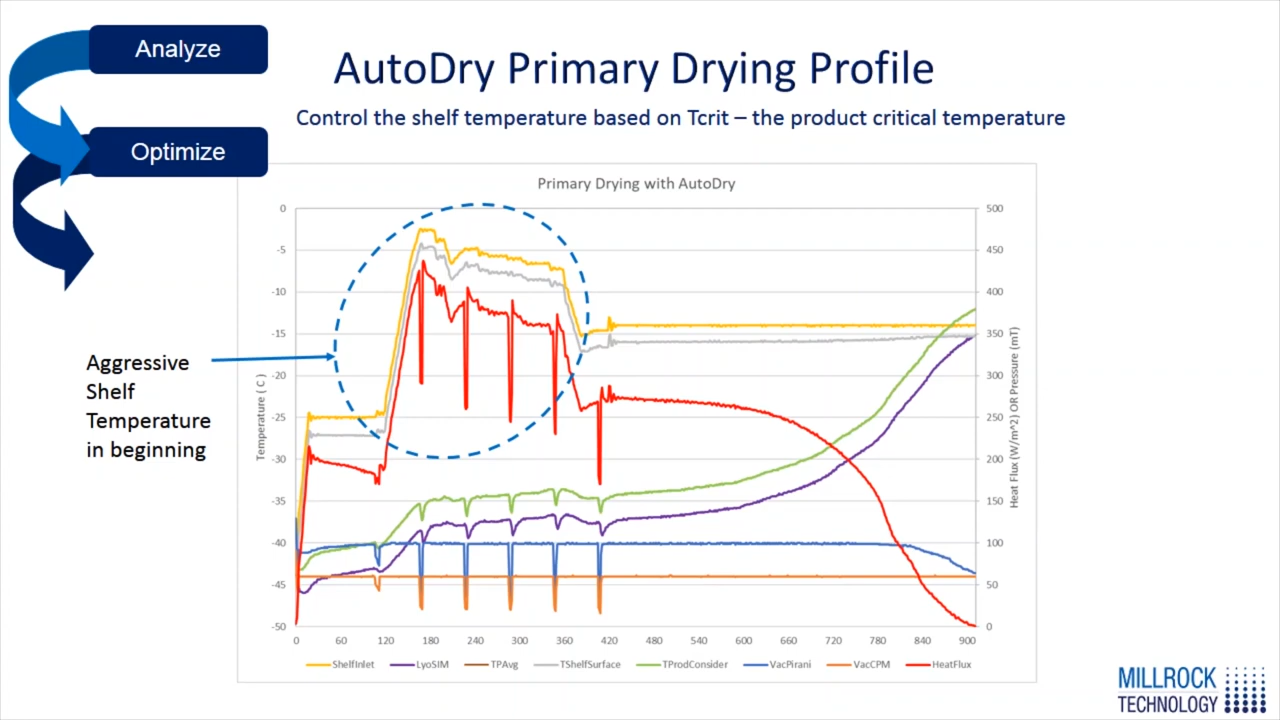 Analyze
Optimize
AutoDry Primary Drying Profile
Control the shelf temperature based on Tcrit – the product critical temperature
Primary Drying with AutoDry
Aggressive
Shelf
Temperature
in beginning
Temperature ( C )
0
-5
-10
-15
-20
-25
-30
-35
-40
-45
-50
500
450
400
350
300
250
200
150
100
50
0
Heat Flux (W/m^2) OR Pressure (mT)
0 60 120 180 240 300 360 420 480 540 600 660 720 780 840 900
ShelfInlet LyoSIM TPAvg TShelfSurface TProdConsider VacPirani VacCPM HeatFlux
MILLROCK
TECHNOLOGY